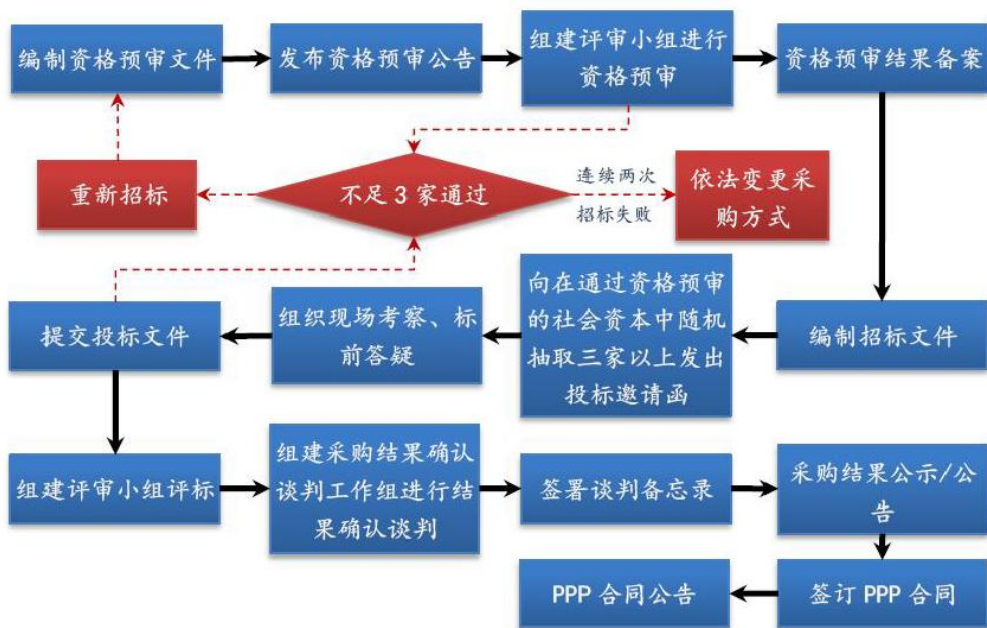 编制资格预审文件
发布资格预审公告
组建评审小组进行
资格预审
资格预审结果备案
重新招标
不足3家通过
连续两次
招标失败
依法变更采
购方式
提交投标文件
组织现场考察、标
前答疑
向在通过资格预审
的社会资本中随机
抽取三家以上发出
投标邀请函
编制招标文件
组建评审小组评标
组建采购结果确认
谈判工作组进行结
果确认谈判
签署谈判备忘录
采购结果公示/公
告
PPP 合同公告
签订 PPP 合同